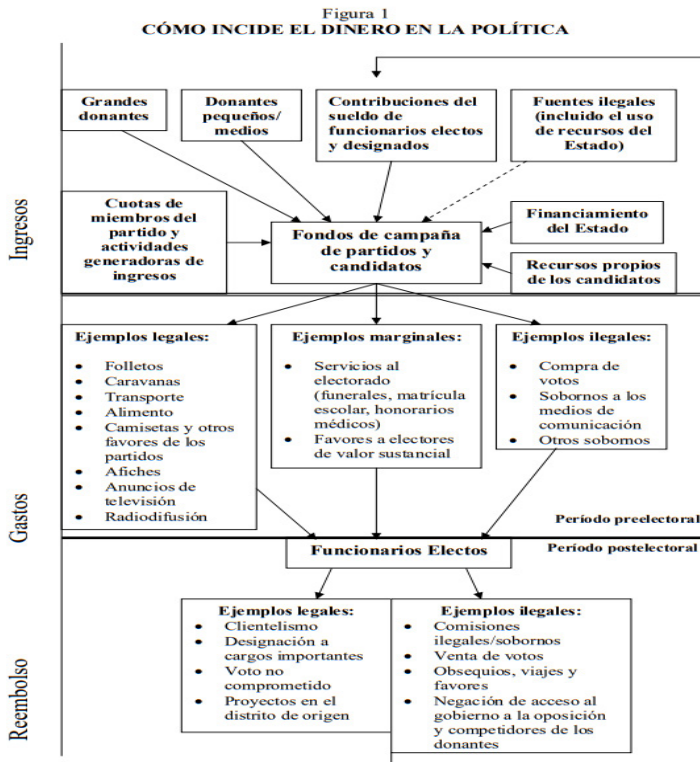 Figura 1
CÓMO INCIDE EL DINERO EN LA POLÍTICA
Ingresos
Grandes
donantes
Donantes
pequeños/
medios
Contribuciones del
sueldo de
funcionarios electos
y designados
Fuentes ilegales
(incluido el uso
de recursos del
Estado)
Cuotas de
miembros del
partido y
actividades
generadoras de
ingresos
Fondos de campaña
de partidos y
candidatos
Financiamiento
del Estado
Recursos propios
de los candidatos
Gastos
Ejemplos legales:
• Folletos
• Caravanas
• Transporte
• Alimento
• Camisetas y otros
favores de los
partidos
• Afiches
• Anuncios de
televisión
• Radiodifusión
Ejemplos marginales:
• Servicios al
electorado
(funerales, matrícula
escolar, honorarios
médicos)
• Favores a electores
de valor sustancial
Ejemplos ilegales:
• Compra de
votos
• Sobornos a los
medios de
comunicación
• Otros sobornos
Período preelectoral
Funcionarios Electos
Período postelectoral
Reembolso
Ejemplos legales:
• Clientelismo
• Designación a
cargos importantes
• Voto no
comprometido
• Proyectos en el
distrito de origen
Ejemplos ilegales:
• Comisiones
ilegales/sobornos
• Venta de votos
• Obsequios, viajes y
favores
• Negación de acceso al
gobierno a la oposición
y competidores de los
donantes